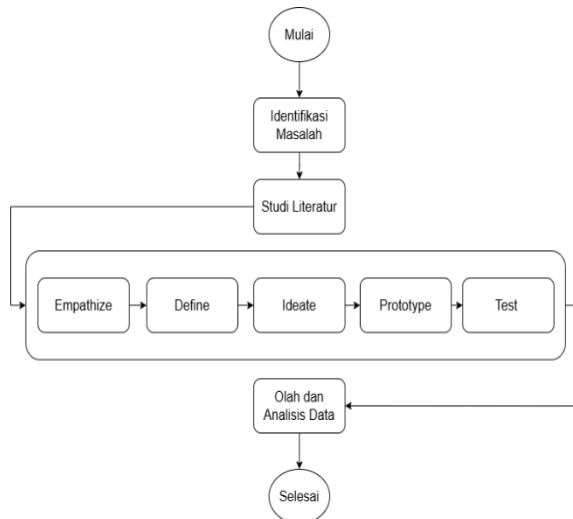 Mulai
Identifikasi
Masalah
Studi Literatur
Empathize
Define
Ideate
Prototype
Test
Olah dan
Analisis Data
Selesai